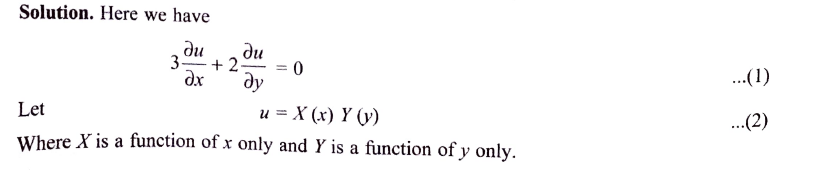 Solution. Here we have
3 ∂u/∂x + 2 ∂u/∂y = 0 ...(1)
Let u = X (x) Y (y) ...(2)
Where X is a function of x only and Y is a function of y only.